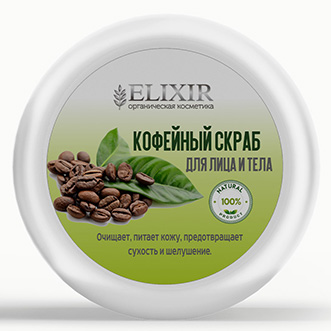 ELIXIR
органическая косметика
КОФЕЙНЫЙ СКРАБ
ДЛЯ ЛИЦА И ТЕЛА
NATURAL
100%
PRODUCT
Очищает, питает кожу, предотвращает
сухость и шелушение.